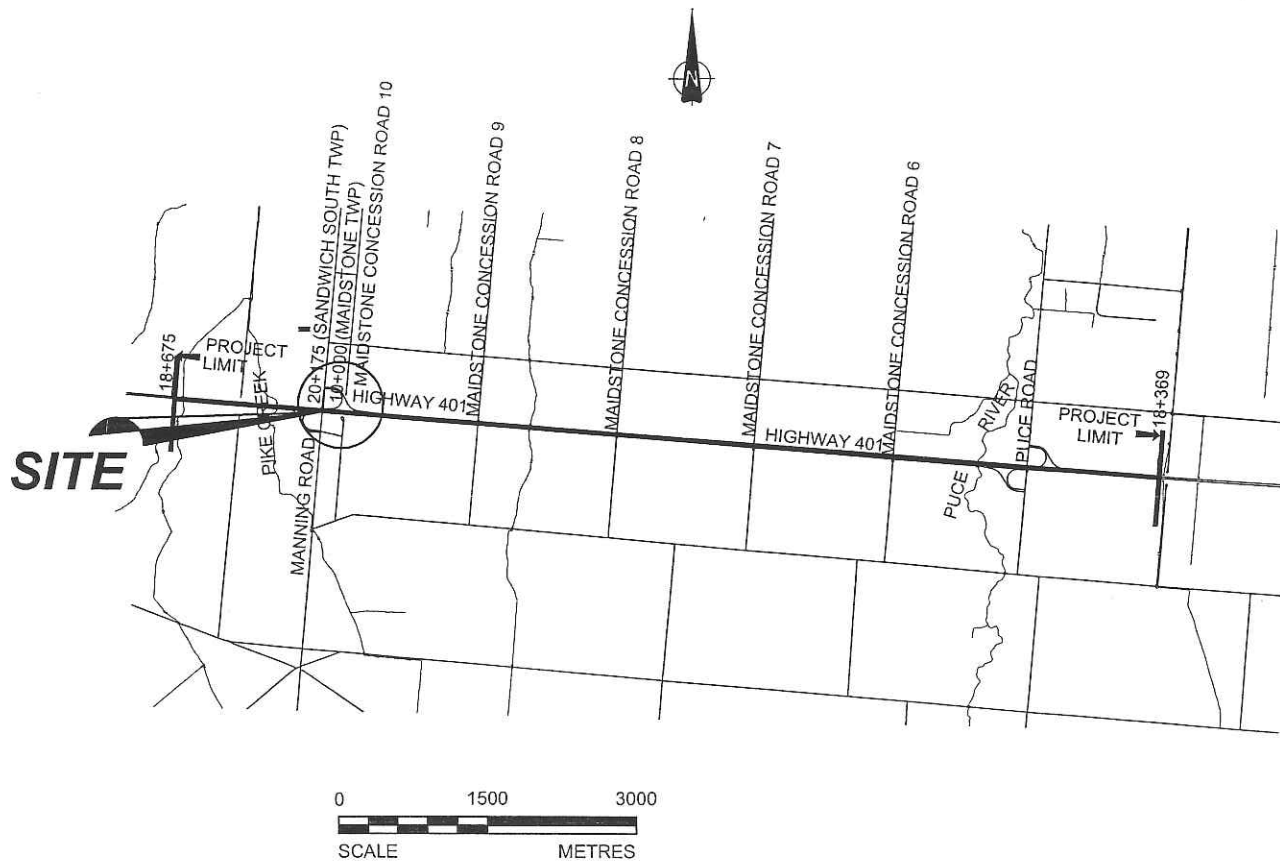 N
20+475 (SANDWICH SOUTH TWP)
10+000 (MAIDSTONE TWP)
MAIDSTONE CONCESSION ROAD 10
MAIDSTONE CONCESSION ROAD 9
MAIDSTONE CONCESSION ROAD 8
MAIDSTONE CONCESSION ROAD 7
MAIDSTONE CONCESSION ROAD 6
18+675
PROJECT
LIMIT
PIKE CREEK
HIGHWAY 401
HIGHWAY 401
MANNING ROAD
SITE
PUCE RIVER
PUCE ROAD
PROJECT
LIMIT
18+369
0 1500 3000
SCALE METRES